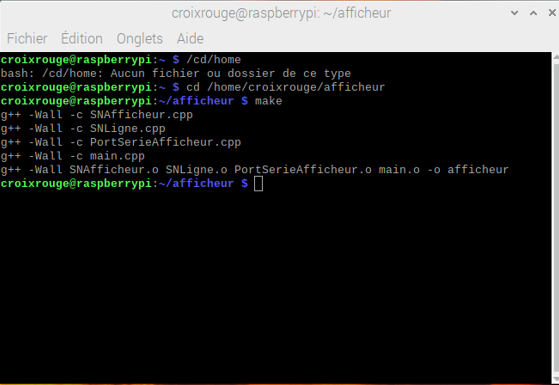 croixrouge@raspberrypi: ~/afficheur
Fichier Édition Onglets Aide
croixrouge@raspberrypi:~ $ /cd/home
bash: /cd/home: Aucun fichier ou dossier de ce type
croixrouge@raspberrypi:~ $ cd /home/croixrouge/afficheur
croixrouge@raspberrypi:~/afficheur $ make
g++ -Wall -c SNAfficheur.cpp
g++ -Wall -c SNLigne.cpp
g++ -Wall -c PortSerieAfficheur.cpp
g++ -Wall -c main.cpp
g++ -Wall SNAfficheur.o SNLigne.o PortSerieAfficheur.o main.o -o afficheur
croixrouge@raspberrypi:~/afficheur $